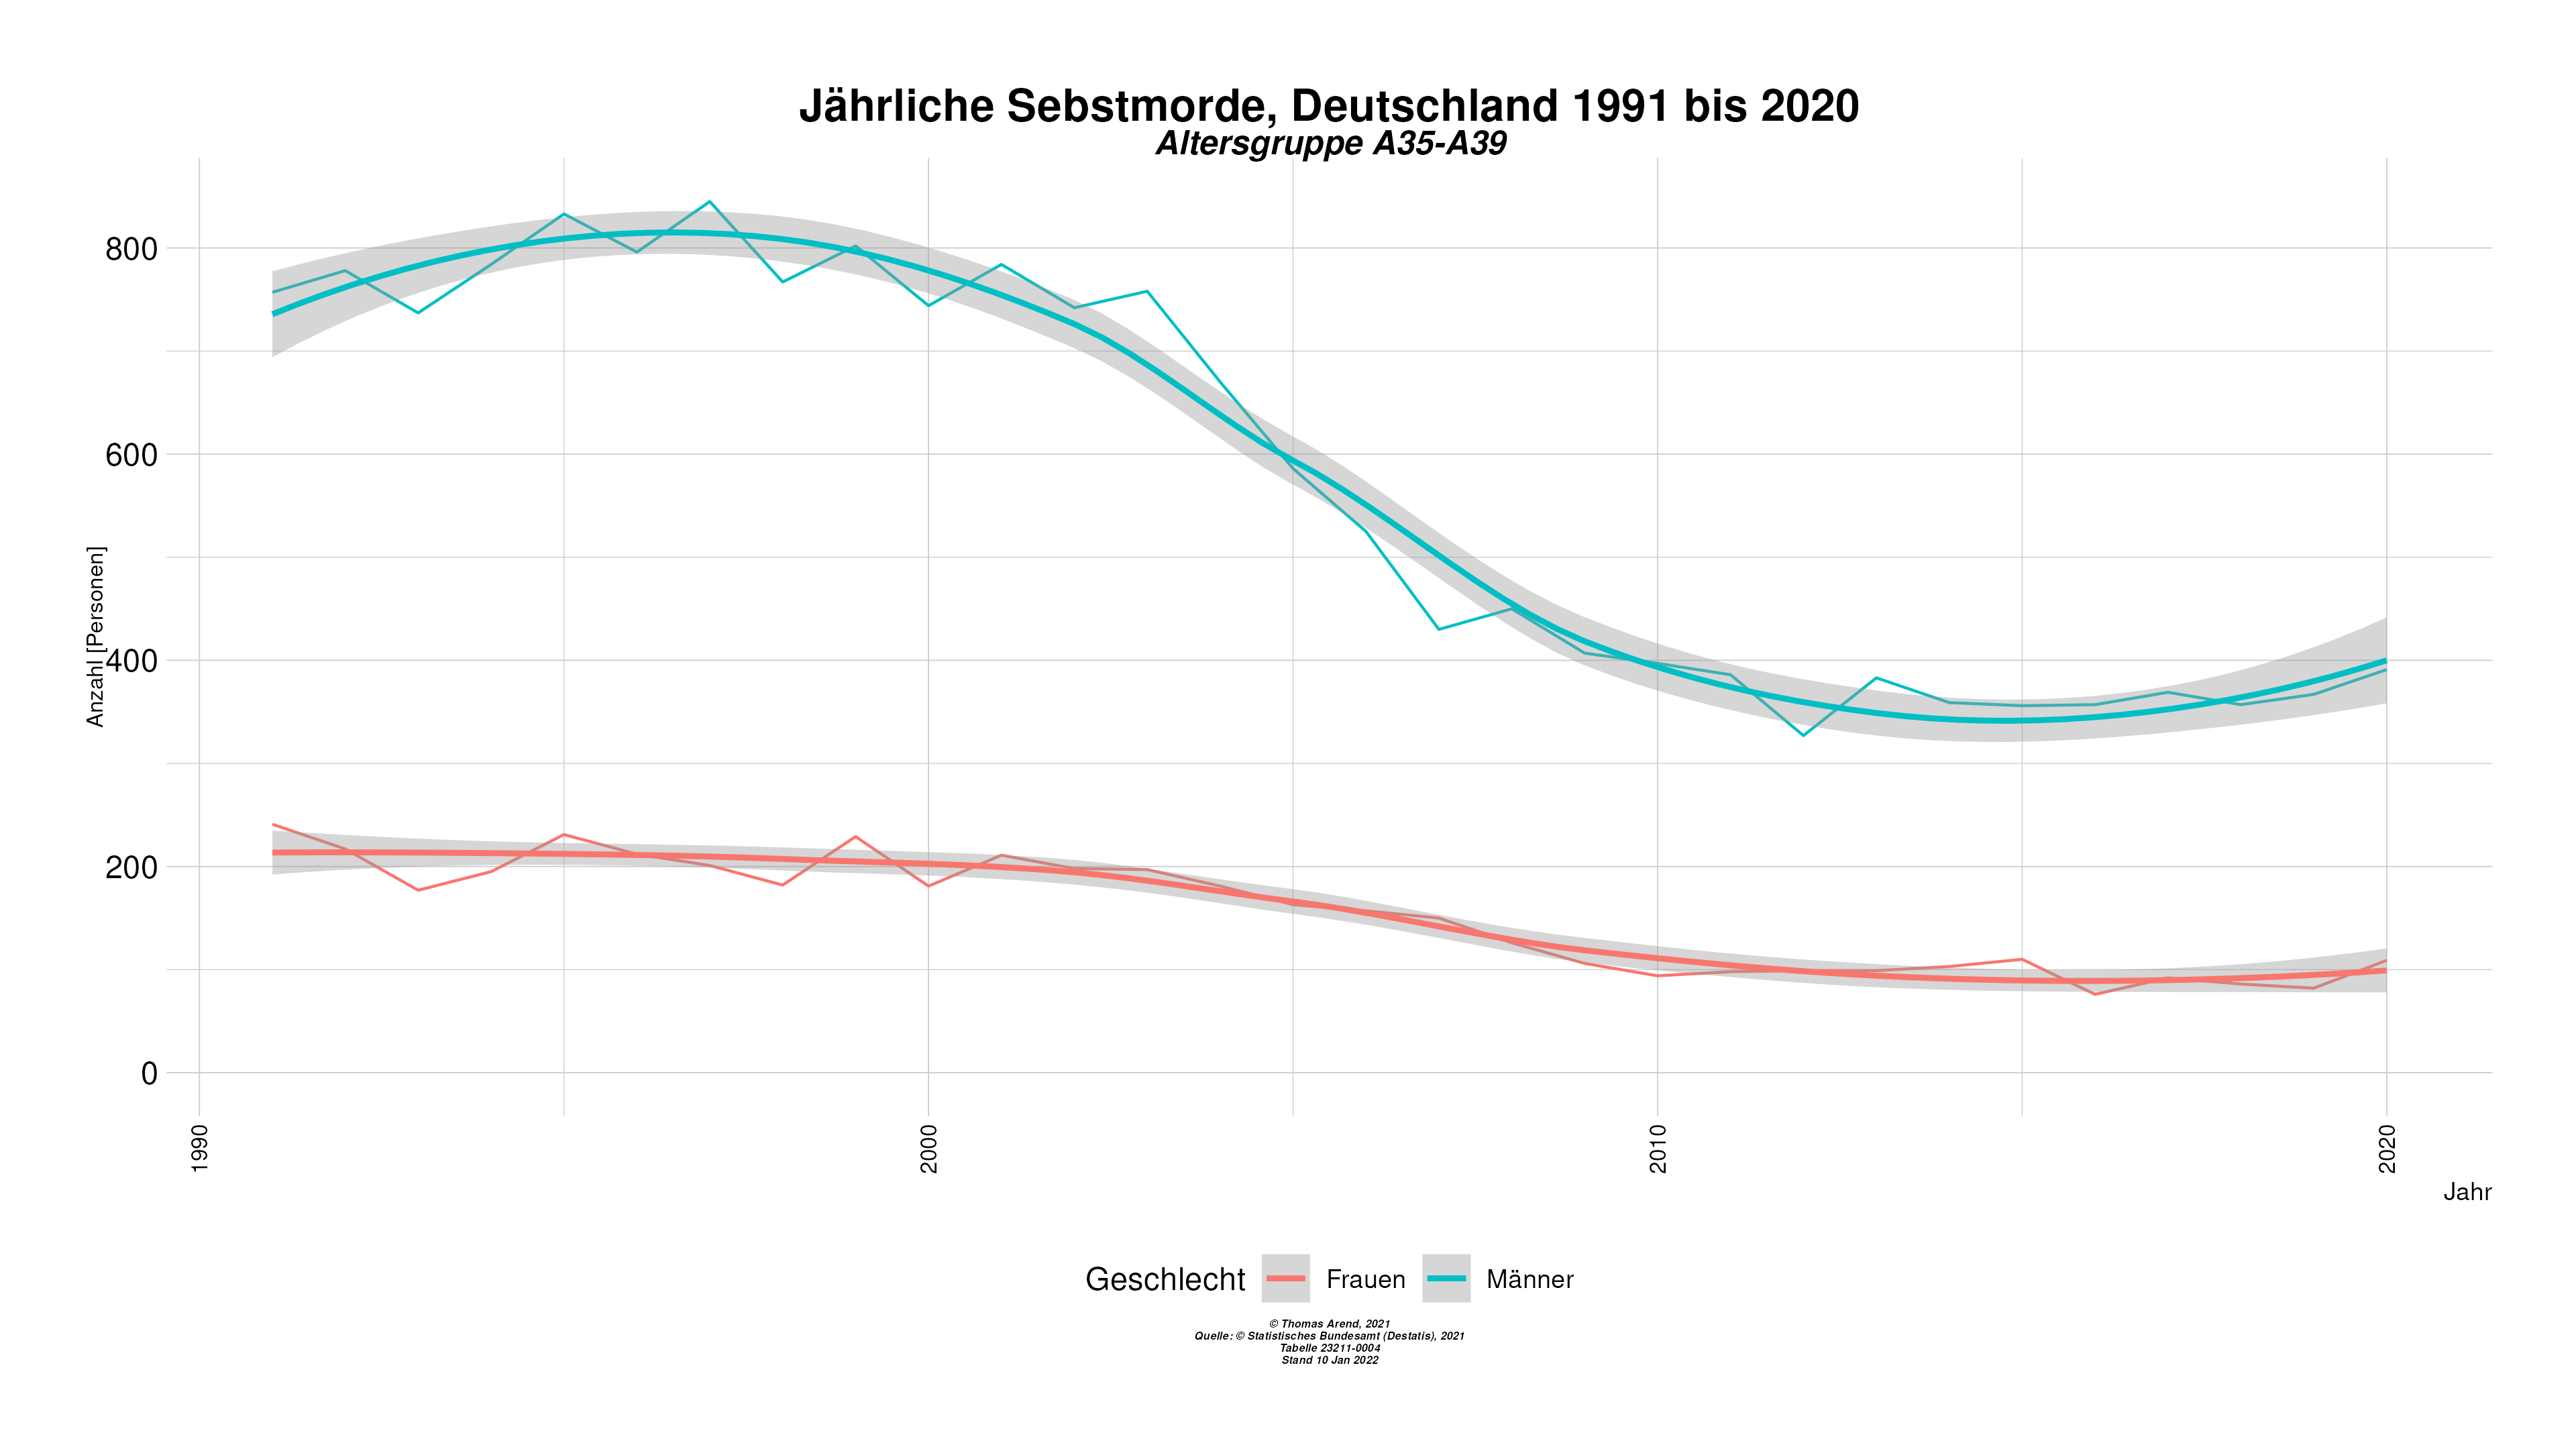 Jährliche Sebstmorde, Deutschland 1991 bis 2020
Altersgruppe A35-A39
Anzahl [Personen]
800
600
400
200
0
1990
2000
2010
2020
Jahr
Geschlecht Frauen Männer
© Thomas Arend, 2021
Quelle: © Statistisches Bundesamt (Destatis), 2021
Tabelle 23211-0004
Stand 10 Jan 2022